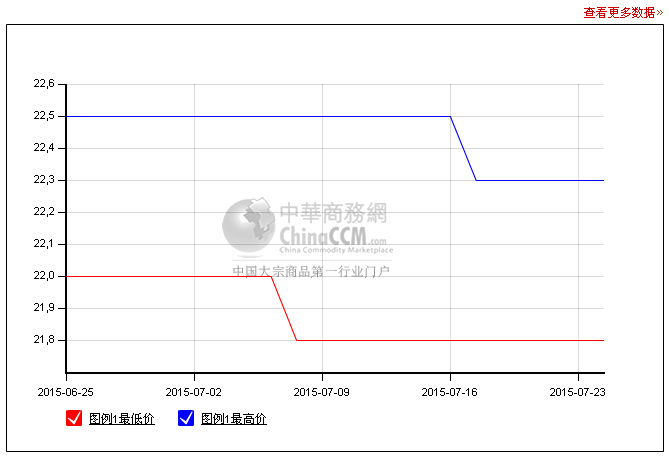 查看更多数据»
22,6
22,5
22,4
22,3
22,2
22,1
22,0
21,9
21,8
中華商務網
ChinaCCM.com
China Commodity Marketplace
中国大宗商品第一行业门户
2015-06-25 2015-07-02 2015-07-09 2015-07-16 2015-07-23
图例1最低价 图例1最高价